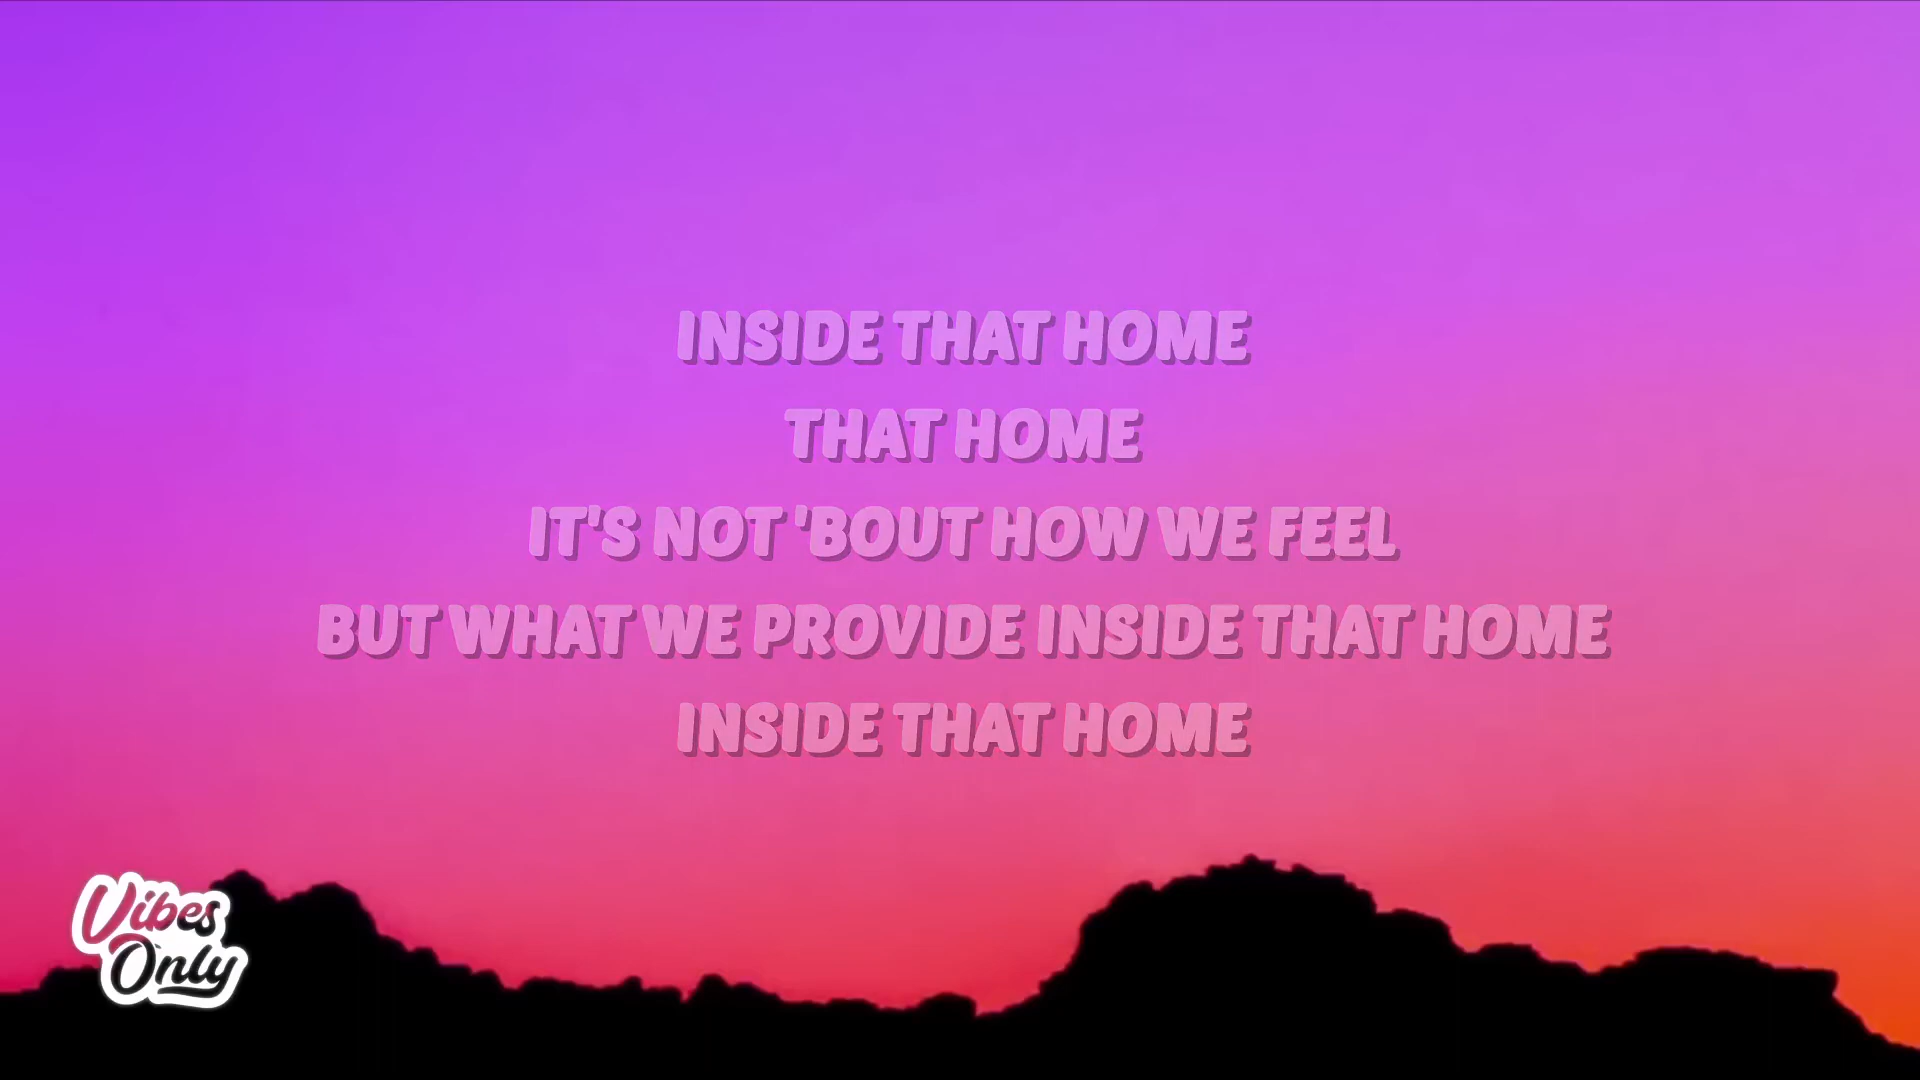 INSIDE THAT HOME
THAT HOME
IT'S NOT 'BOUT HOW WE FEEL
BUT WHAT WE PROVIDE INSIDE THAT HOME
INSIDE THAT HOME
Vibes
Only